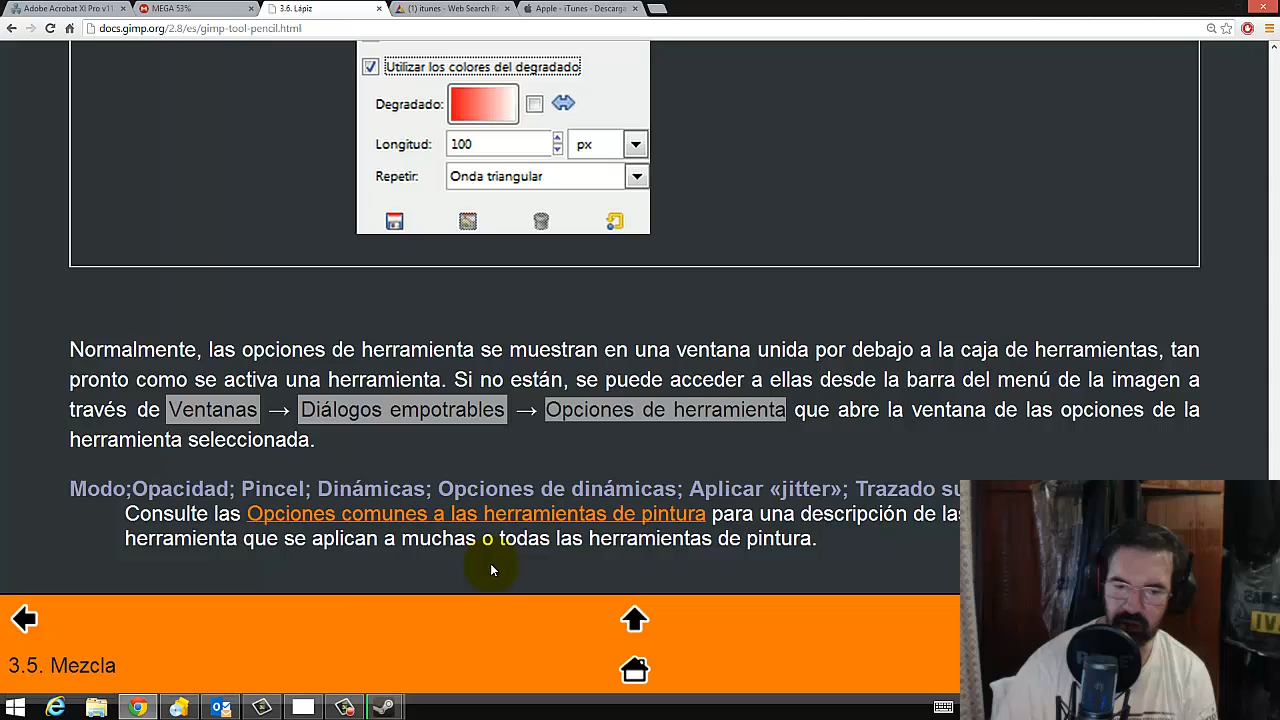 Adobe Acrobat XI Pro v11
MEGA 53%
3.6. Lápiz
(1) itunes - Web Search Re
Apple - iTunes - Descarga
docs.gimp.org/2.8/es/gimp-tool-pencil.html
Utilizar los colores del degradado
Degradado:
Longitud: 100 px
Repetir: Onda triangular
Normalmente, las opciones de herramienta se muestran en una ventana unida por debajo a la caja de herramientas, tan
pronto como se activa una herramienta. Si no están, se puede acceder a ellas desde la barra del menú de la imagen a
través de Ventanas → Diálogos empotrables → Opciones de herramienta que abre la ventana de las opciones de la
herramienta seleccionada.
Modo;Opacidad; Pincel; Dinámicas; Opciones de dinámicas; Aplicar «jitter»; Trazado su
Consulte las Opciones comunes a las herramientas de pintura para una descripción de las
herramienta que se aplican a muchas o todas las herramientas de pintura.
3.5. Mezcla